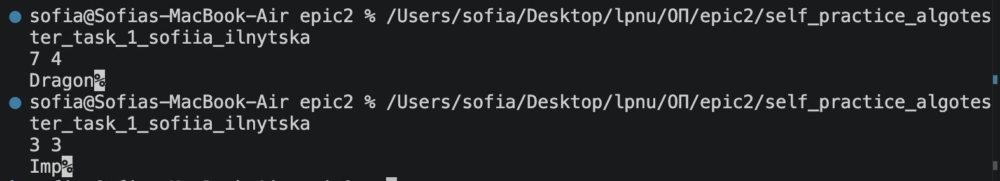 sofia@Sofias-MacBook-Air epic2 % /Users/sofia/Desktop/lpnu/ОП/epic2/self_practice_algotes
ter_task_1_sofiia_ilnytska
7 4
Dragon%
sofia@Sofias-MacBook-Air epic2 % /Users/sofia/Desktop/lpnu/ОП/epic2/self_practice_algotes
ter_task_1_sofiia_ilnytska
3 3
Imp%